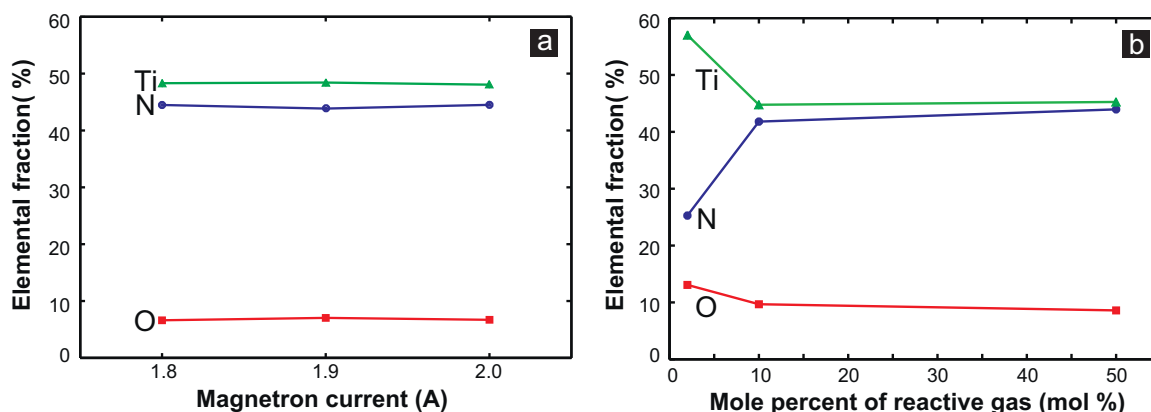 60
50
40
30
20
10
0
Elemental fraction( %)
a
Ti
N
O
1.8
1.9
2.0
Magnetron current (A)
60
50
40
30
20
10
0
Elemental fraction( %)
b
Ti
N
O
0
10
20
30
40
50
Mole percent of reactive gas (mol %)